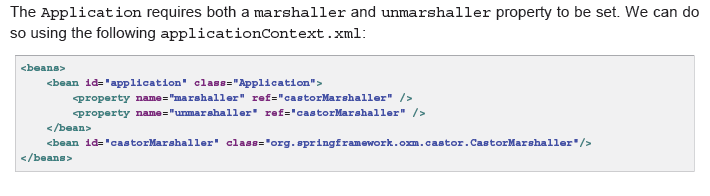 The Application requires both a marshaller and unmarshaller property to be set. We can do
so using the following applicationContext.xml:
<beans>
    <bean id="application" class="Application">
        <property name="marshaller" ref="castorMarshaller" />
        <property name="unmarshaller" ref="castorMarshaller" />
    </bean>
    <bean id="castorMarshaller" class="org.springframework.oxm.castor.CastorMarshaller"/>
</beans>